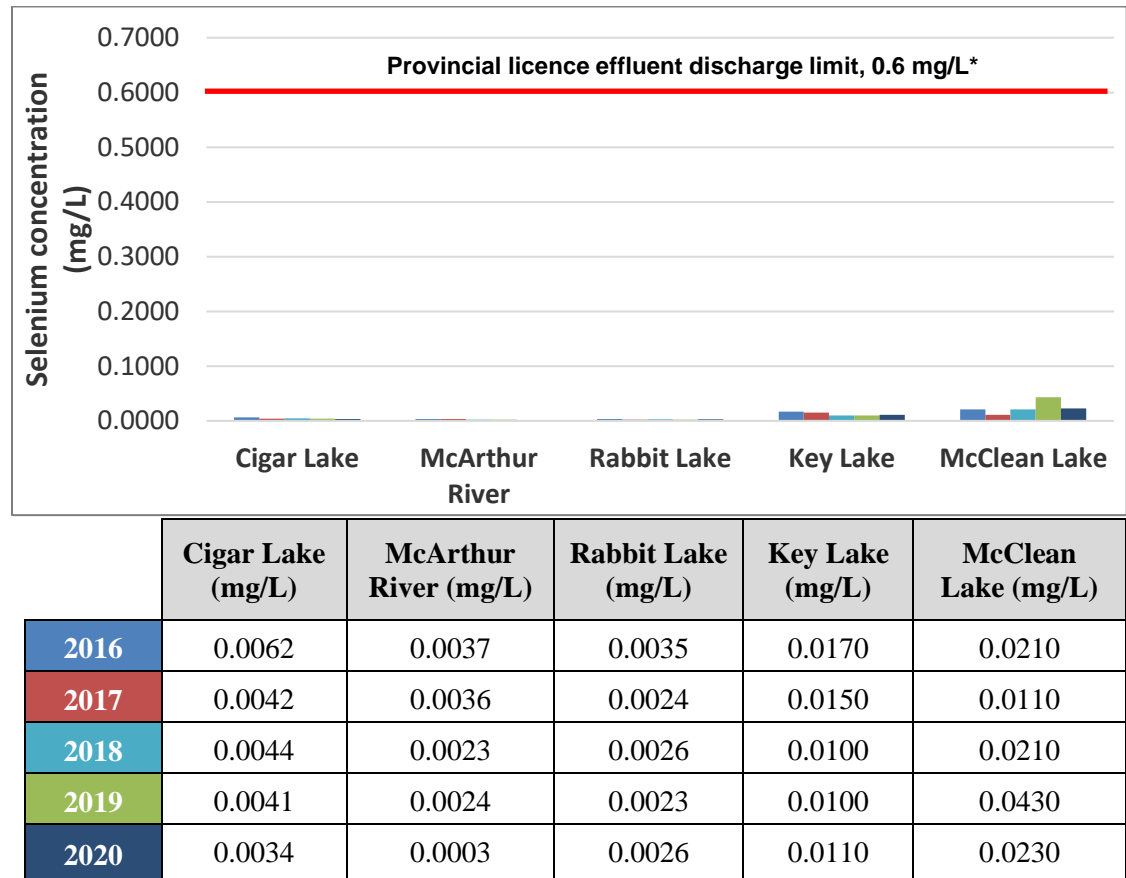 0.7000
Provincial licence effluent discharge limit, 0.6 mg/L*
0.6000
0.5000
0.4000
0.3000
0.2000
0.1000
0.0000
Selenium concentration
(mg/L)
Cigar Lake McArthur Rabbit Lake Key Lake McClean Lake
River
Cigar Lake McArthur Rabbit Lake Key Lake McClean
(mg/L) River (mg/L) (mg/L) (mg/L) Lake (mg/L)
2016 0.0062 0.0037 0.0035 0.0170 0.0210
2017 0.0042 0.0036 0.0024 0.0150 0.0110
2018 0.0044 0.0023 0.0026 0.0100 0.0210
2019 0.0041 0.0024 0.0023 0.0100 0.0430
2020 0.0034 0.0003 0.0026 0.0110 0.0230